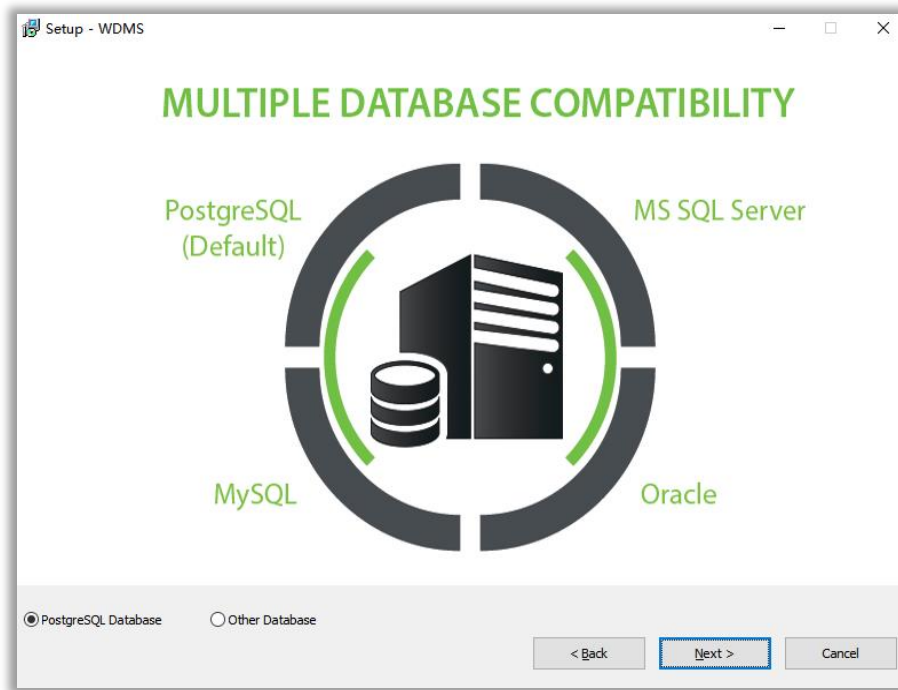 Setup - WDMS
MULTIPLE DATABASE COMPATIBILITY
PostgreSQL
(Default)
MS SQL Server
MySQL
Oracle
PostgreSQL Database
Other Database
< Back
Next >
Cancel